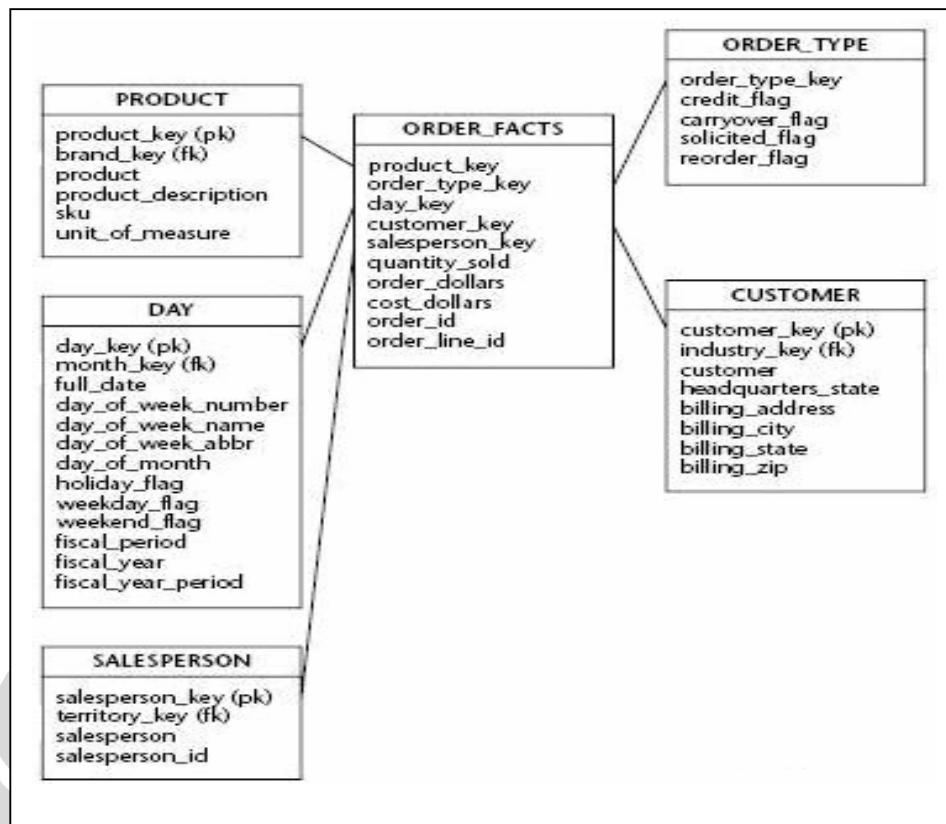 PRODUCT
product_key (pk)
brand_key (fk)
product
product_description
sku
unit_of_measure
DAY
day_key (pk)
month_key (fk)
full_date
day_of_week_number
day_of_week_name
day_of_week_abbr
day_of_month
holiday_flag
weekday_flag
weekend_flag
fiscal_period
fiscal_year
fiscal_year_period
SALESPERSON
salesperson_key (pk)
territory_key (fk)
salesperson
salesperson_id
ORDER_FACTS
product_key
order_type_key
day_key
customer_key
salesperson_key
quantity_sold
order_dollars
cost_dollars
order_id
order_line_id
ORDER_TYPE
order_type_key
credit_flag
carryover_flag
solicited_flag
reorder_flag
CUSTOMER
customer_key (pk)
industry_key (fk)
customer
headquarters_state
billing_address
billing_city
billing_state
billing_zip